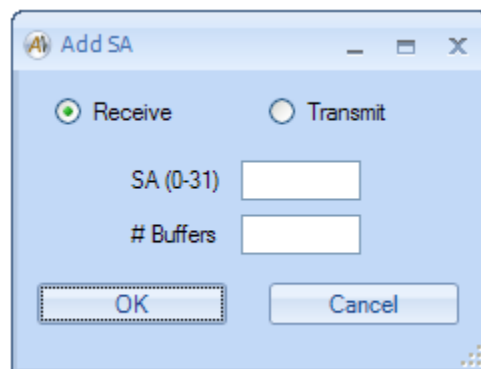 Add SA
Receive Transmit
SA (0-31)
# Buffers
OK Cancel